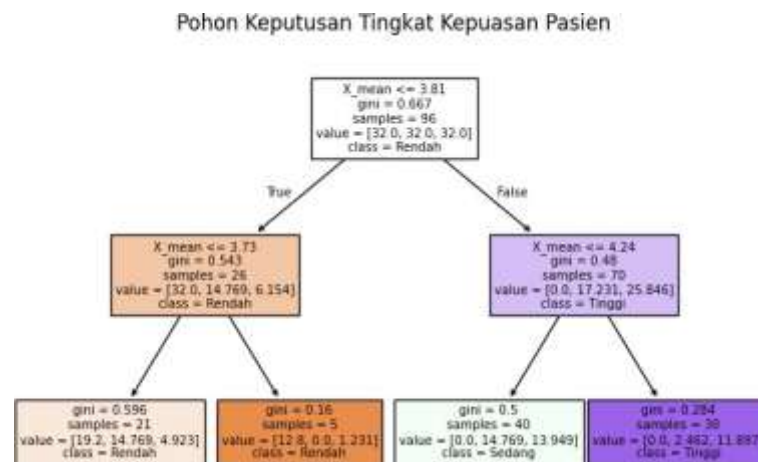 Pohon Keputusan Tingkat Kepuasan Pasien
X_mean <= 3.81
gini = 0.667
samples = 96
value = [32.0, 32.0, 32.0]
class = Rendah
True
False
X_mean <= 3.73
gini = 0.543
samples = 26
value = [32.0, 14.769, 6.154]
class = Rendah
X_mean <= 4.24
gini = 0.48
samples = 70
value = [0.0, 17.231, 25.846]
class = Tinggi
gini = 0.596
samples = 21
value = [19.2, 14.769, 4.923]
class = Rendah
gini = 0.16
samples = 5
value = [12.8, 0.0, 1.231]
class = Rendah
gini = 0.5
samples = 40
value = [0.0, 14.769, 13.949]
class = Sedang
gini = 0.284
samples = 30
value = [0.0, 2.462, 11.897]
class = Tinggi